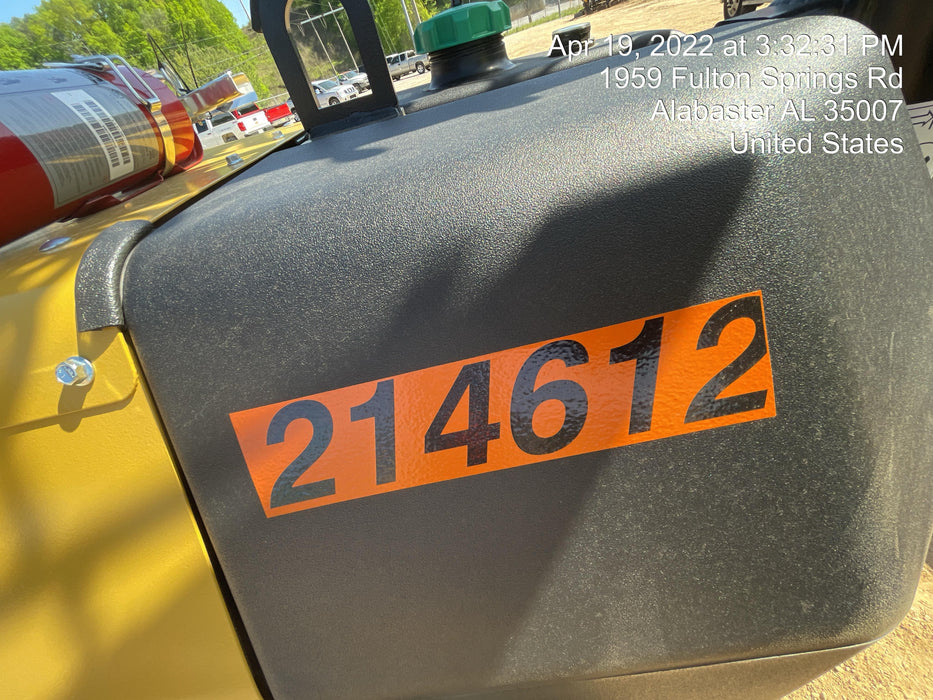 Apr 19, 2022 at 3:32:31 PM
1959 Fulton Springs Rd
Alabaster AL 35007
United States
214612